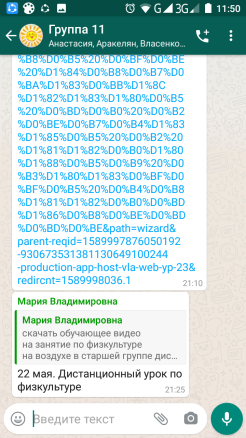 G 3G 11:50
Группа 11
Анастасия, Аракелян, Власенко...
%B8%D0%B5%20%D0%BF%D0%BE
%20%D1%84%D0%B8%D0%B7%D0
%BA%D1%83%D0%BB%D1%8C
%D1%82%D1%83%D1%80%D0%B5
%20%D0%BD%D0%B0%20%D0%B2
%D0%BE%D0%B7%D0%B4%D1%83
%D1%85%D0%B5%20%D0%B2%20
%D1%81%D1%82%D0%B0%D1%80
%D1%88%D0%B5%D0%B9%20%D0
%B3%D1%80%D1%83%D0%BF%D0
%BF%D0%B5%20%D0%B4%D0%B8
%D1%81%D1%82%D0%B0%D0%BD
%D1%86%D0%B8%D0%BE%D0%BD
%D0%BD%D0%BE&path=wizard&
parent-reqid=1589997876050192
-930673531381130649100244
-production-app-host-vla-web-yp-23&
redircnt=1589998036.1
21:10
Мария Владимировна
Мария Владимировна
скачать обучающее видео
на занятие по физкультуре
на воздухе в старшей группе дис...
22 мая. Дистанционный урок по
физкультуре
21:25
Введите текст